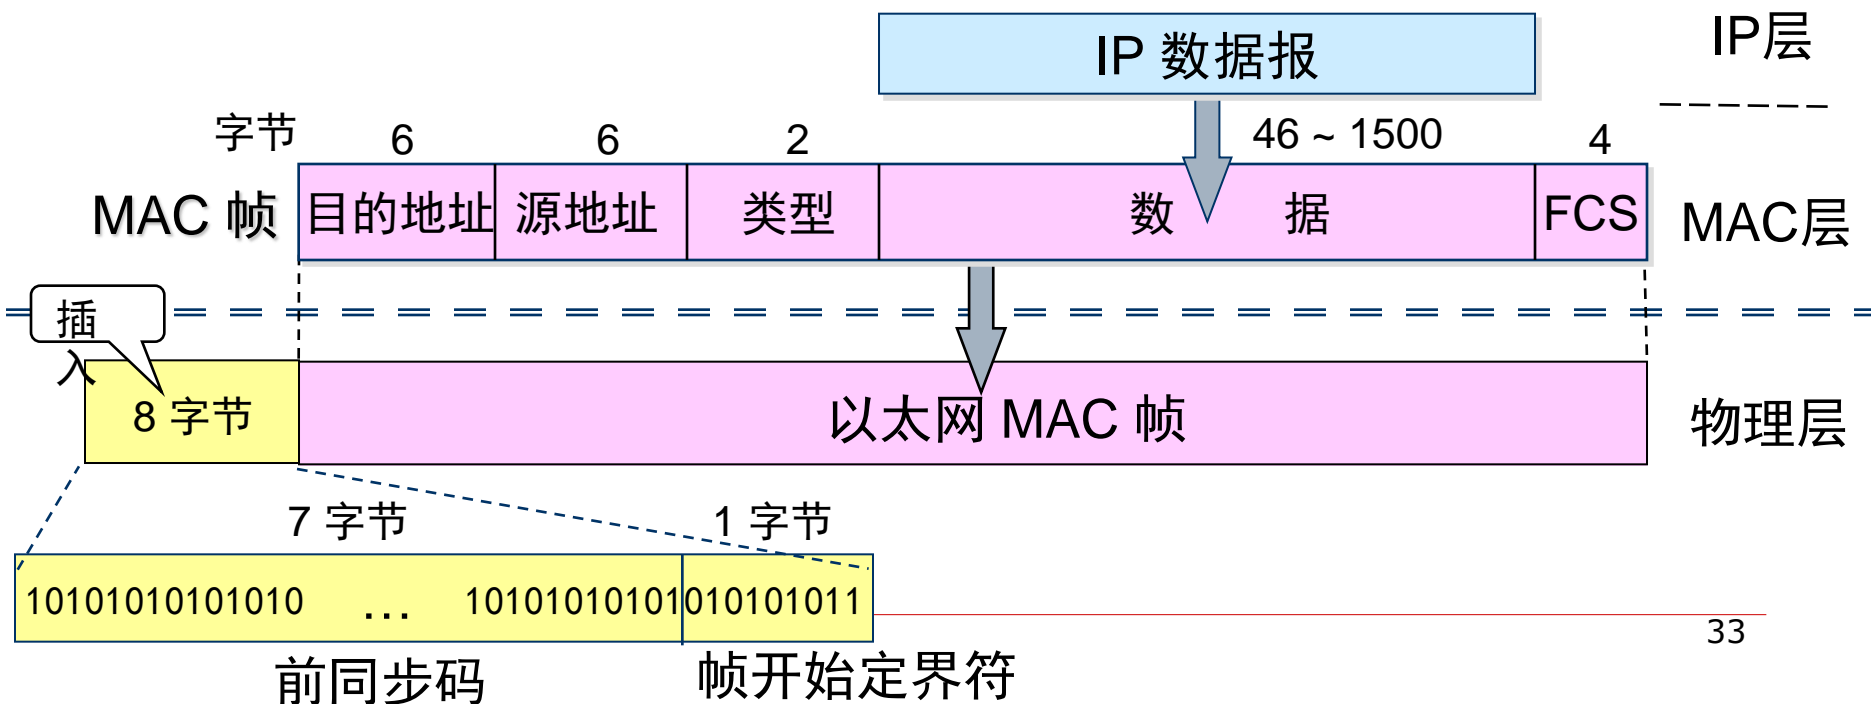 IP 数据报
IP层
字节 6 6 2 46 ~ 1500 4
MAC 帧 目的地址 源地址 类型 数 据 FCS MAC层
插
入
8 字节 以太网 MAC 帧 物理层
7 字节 1 字节
10101010101010 … 10101010101010101011
33
前同步码 帧开始定界符